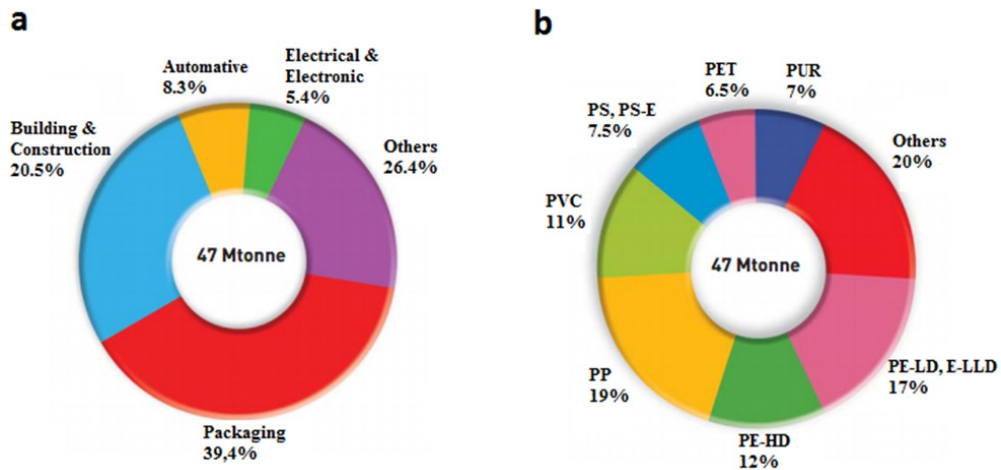 a
Automative
8.3%
Electrical &
Electronic
5.4%
Building &
Construction
20.5%
Others
26.4%
47 Mtonne
Packaging
39,4%
b
PET
6.5%
PUR
7%
PS, PS-E
7.5%
Others
20%
PVC
11%
47 Mtonne
PP
19%
PE-LD, E-LLD
17%
PE-HD
12%